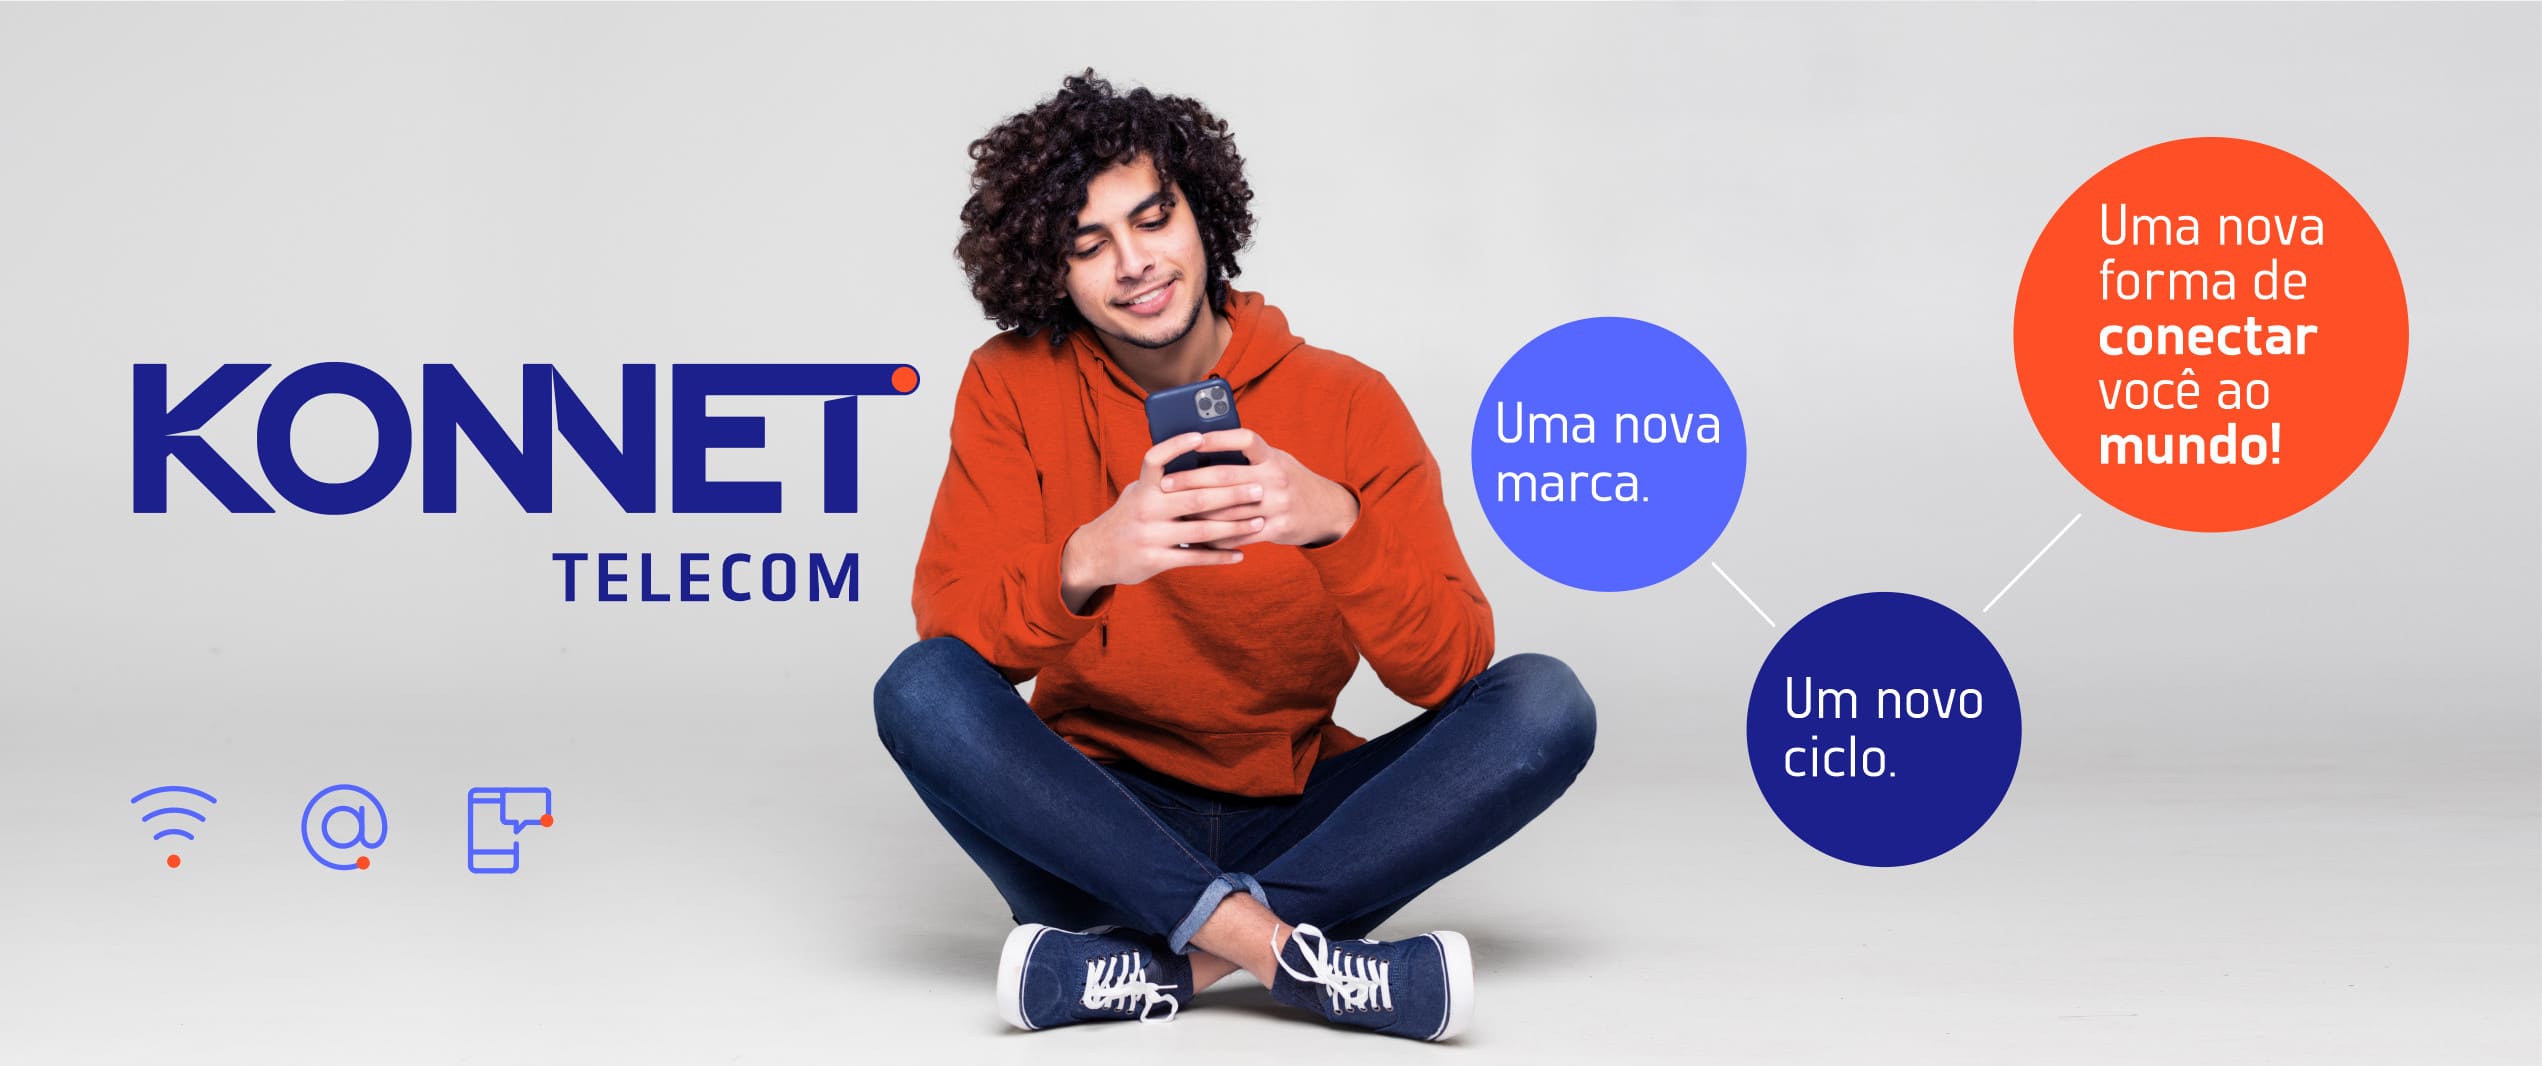 KONNET
TELECOM
Uma nova
marca.
Um novo
ciclo.
Uma nova
forma de
conectar
você ao
mundo!